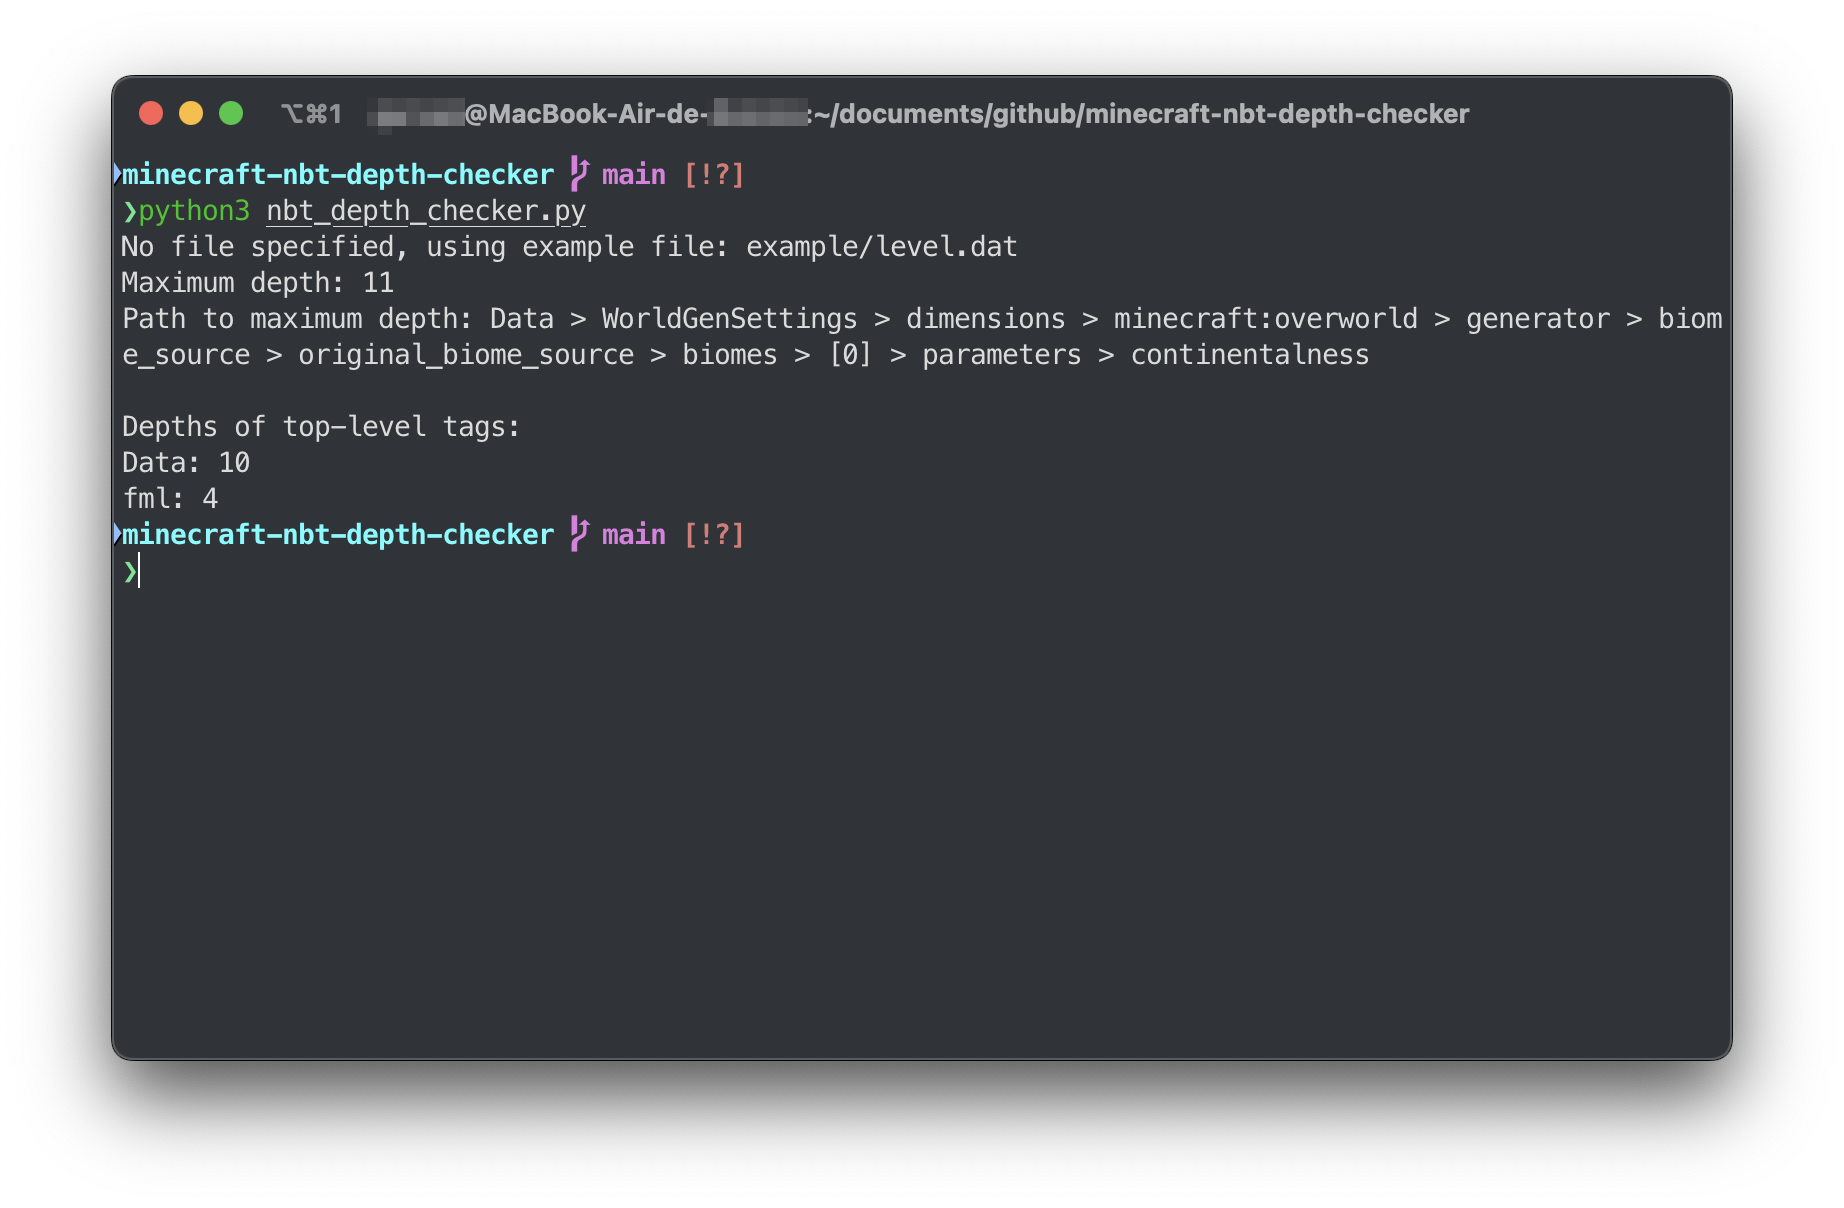 ⌥⌘1 @MacBook-Air-de-:~/documents/github/minecraft-nbt-depth-checker
minecraft-nbt-depth-checker main [!?]
❯python3 nbt_depth_checker.py
No file specified, using example file: example/level.dat
Maximum depth: 11
Path to maximum depth: Data > WorldGenSettings > dimensions > minecraft:overworld > generator > biom
e_source > original_biome_source > biomes > [0] > parameters > continentalness
Depths of top-level tags:
Data: 10
fml: 4
minecraft-nbt-depth-checker main [!?]
❯